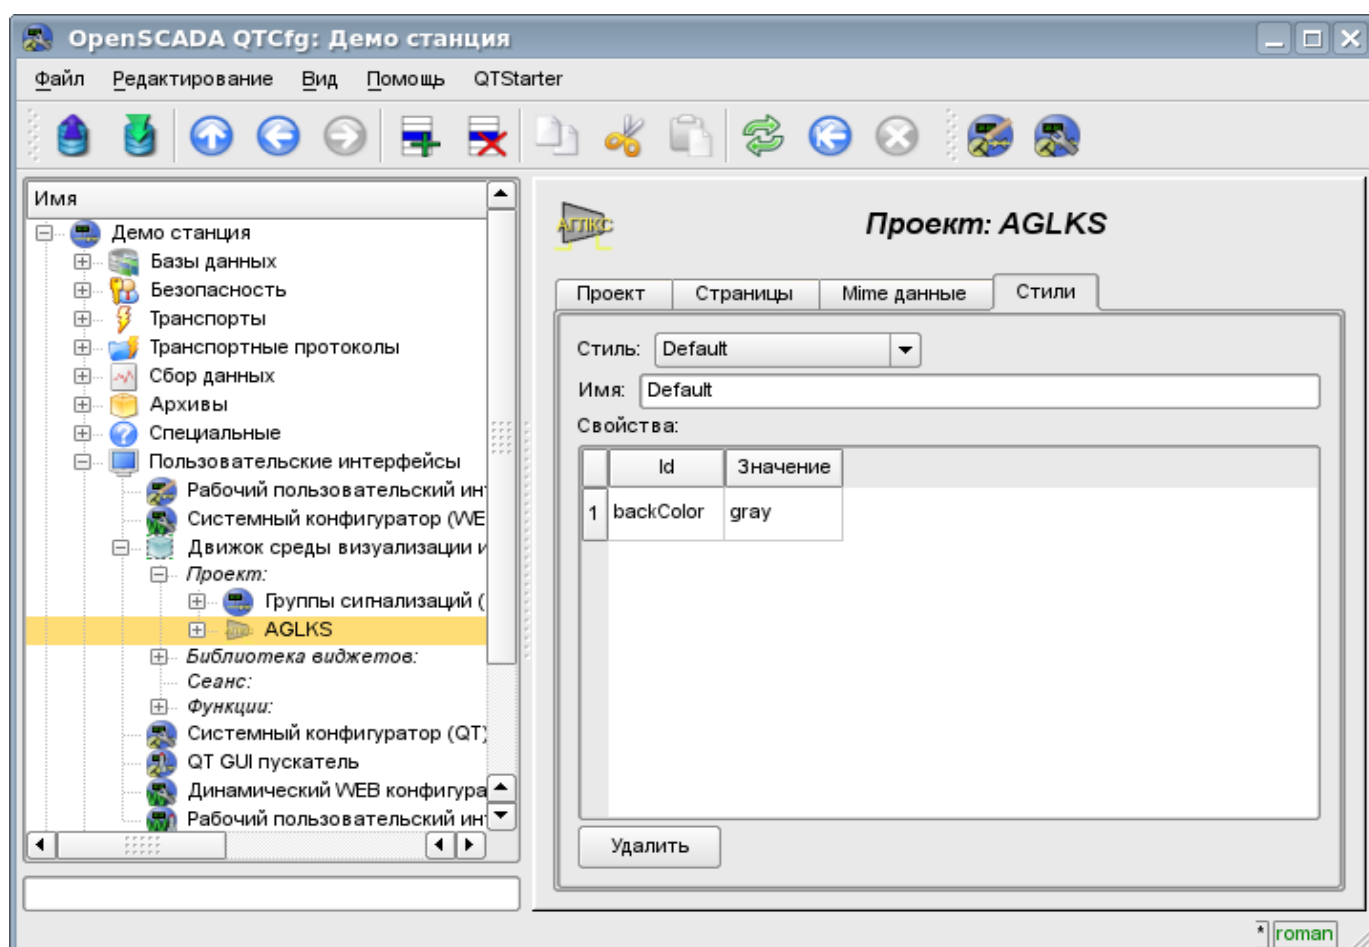 OpenSCADA QTCfg: Демо станция
Файл Редактирование Вид Помощь QTStarter
Имя
Демо станция
Базы данных
Безопасность
Транспорты
Транспортные протоколы
Сбор данных
Архивы
Специальные
Пользовательские интерфейсы
Рабочий пользовательский инт
Системный конфигуратор (WE
Движок среды визуализации и
Проект:
Группы сигнализаций (
AGLKS
Библиотека виджетов:
Сеанс:
Функции:
Системный конфигуратор (QT)
QT GUI пускатель
Динамический WEB конфигура
Рабочий пользовательский инт
АГЛКС
Проект: AGLKS
Проект Страницы Mime данные Стили
Стиль: Default
Имя: Default
Свойства:
Id Значение
1 backColor gray
Удалить
* roman